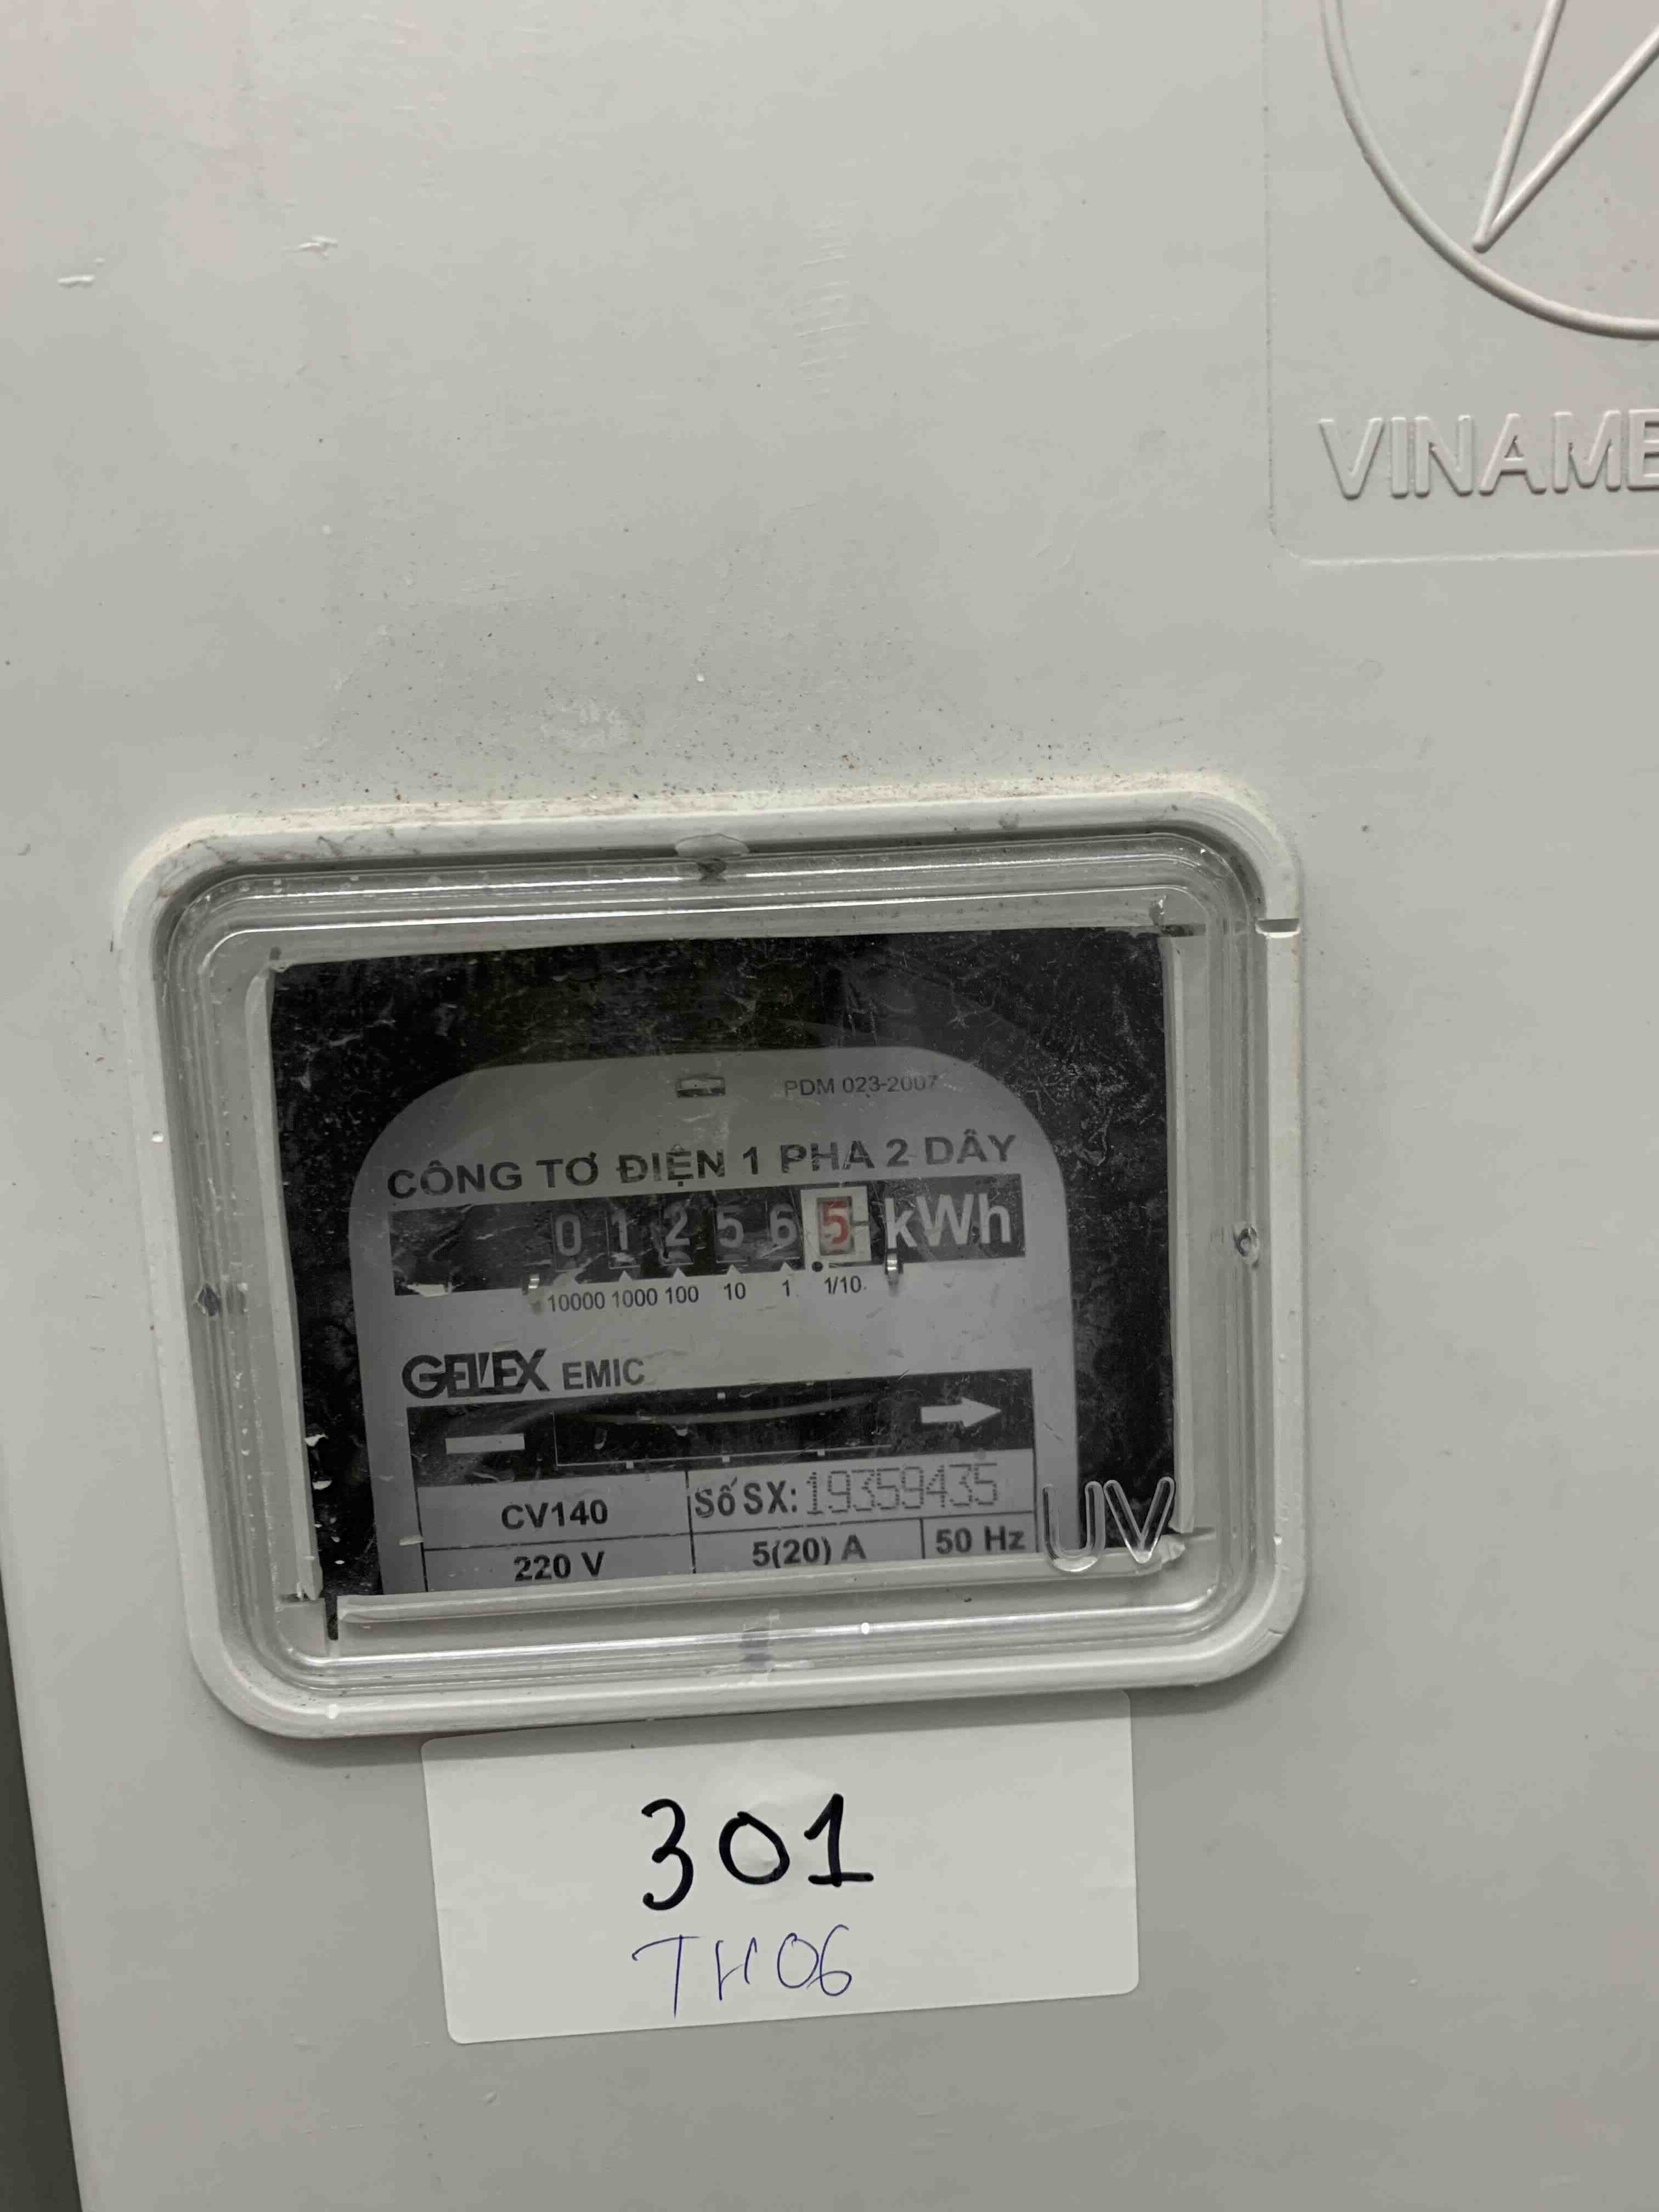 VINAME
PDM 023-2007
CÔNG TƠ ĐIỆN 1 PHA 2 DÂY
0 1 2 5 6 5 kWh
10000 1000 100 10 1 1/10
GELEX EMIC
CV140 Số SX: 19359435
220 V 5(20) A 50 Hz
UV
301
TH06